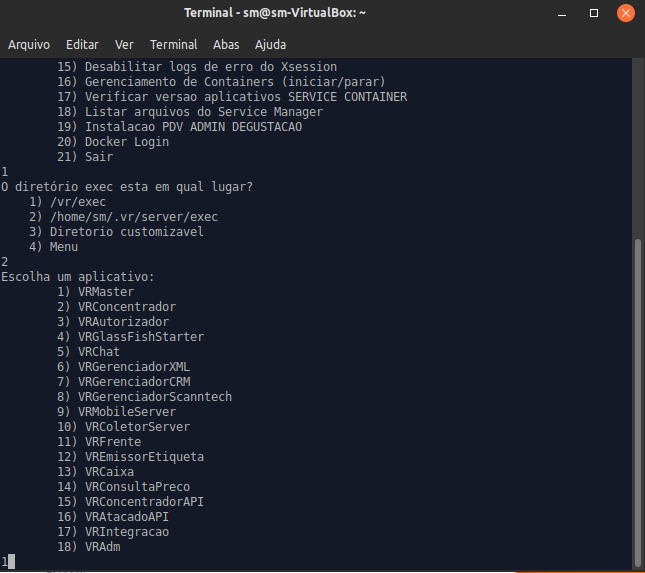 Terminal - sm@sm-VirtualBox: ~
Arquivo Editar Ver Terminal Abas Ajuda
15) Desabilitar logs de erro do Xsession
16) Gerenciamento de Containers (iniciar/parar)
17) Verificar versao aplicativos SERVICE CONTAINER
18) Listar arquivos do Service Manager
19) Instalacao PDV ADMIN DEGUSTACAO
20) Docker Login
21) Sair
1
O diretório exec esta em qual lugar?
1) /vr/exec
2) /home/sm/.vr/server/exec
3) Diretorio customizavel
4) Menu
2
Escolha um aplicativo:
1) VRMaster
2) VRConcentrador
3) VRAutorizador
4) VRGlassFishStarter
5) VRChat
6) VRGerenciadorXML
7) VRGerenciadorCRM
8) VRGerenciadorScanntech
9) VRMobileServer
10) VRColetorServer
11) VRFrente
12) VREmissorEtiqueta
13) VRCaixa
14) VRConsultaPreco
15) VRConcentradorAPI
16) VRAtacadoAPI
17) VRIntegracao
18) VRAdm
1